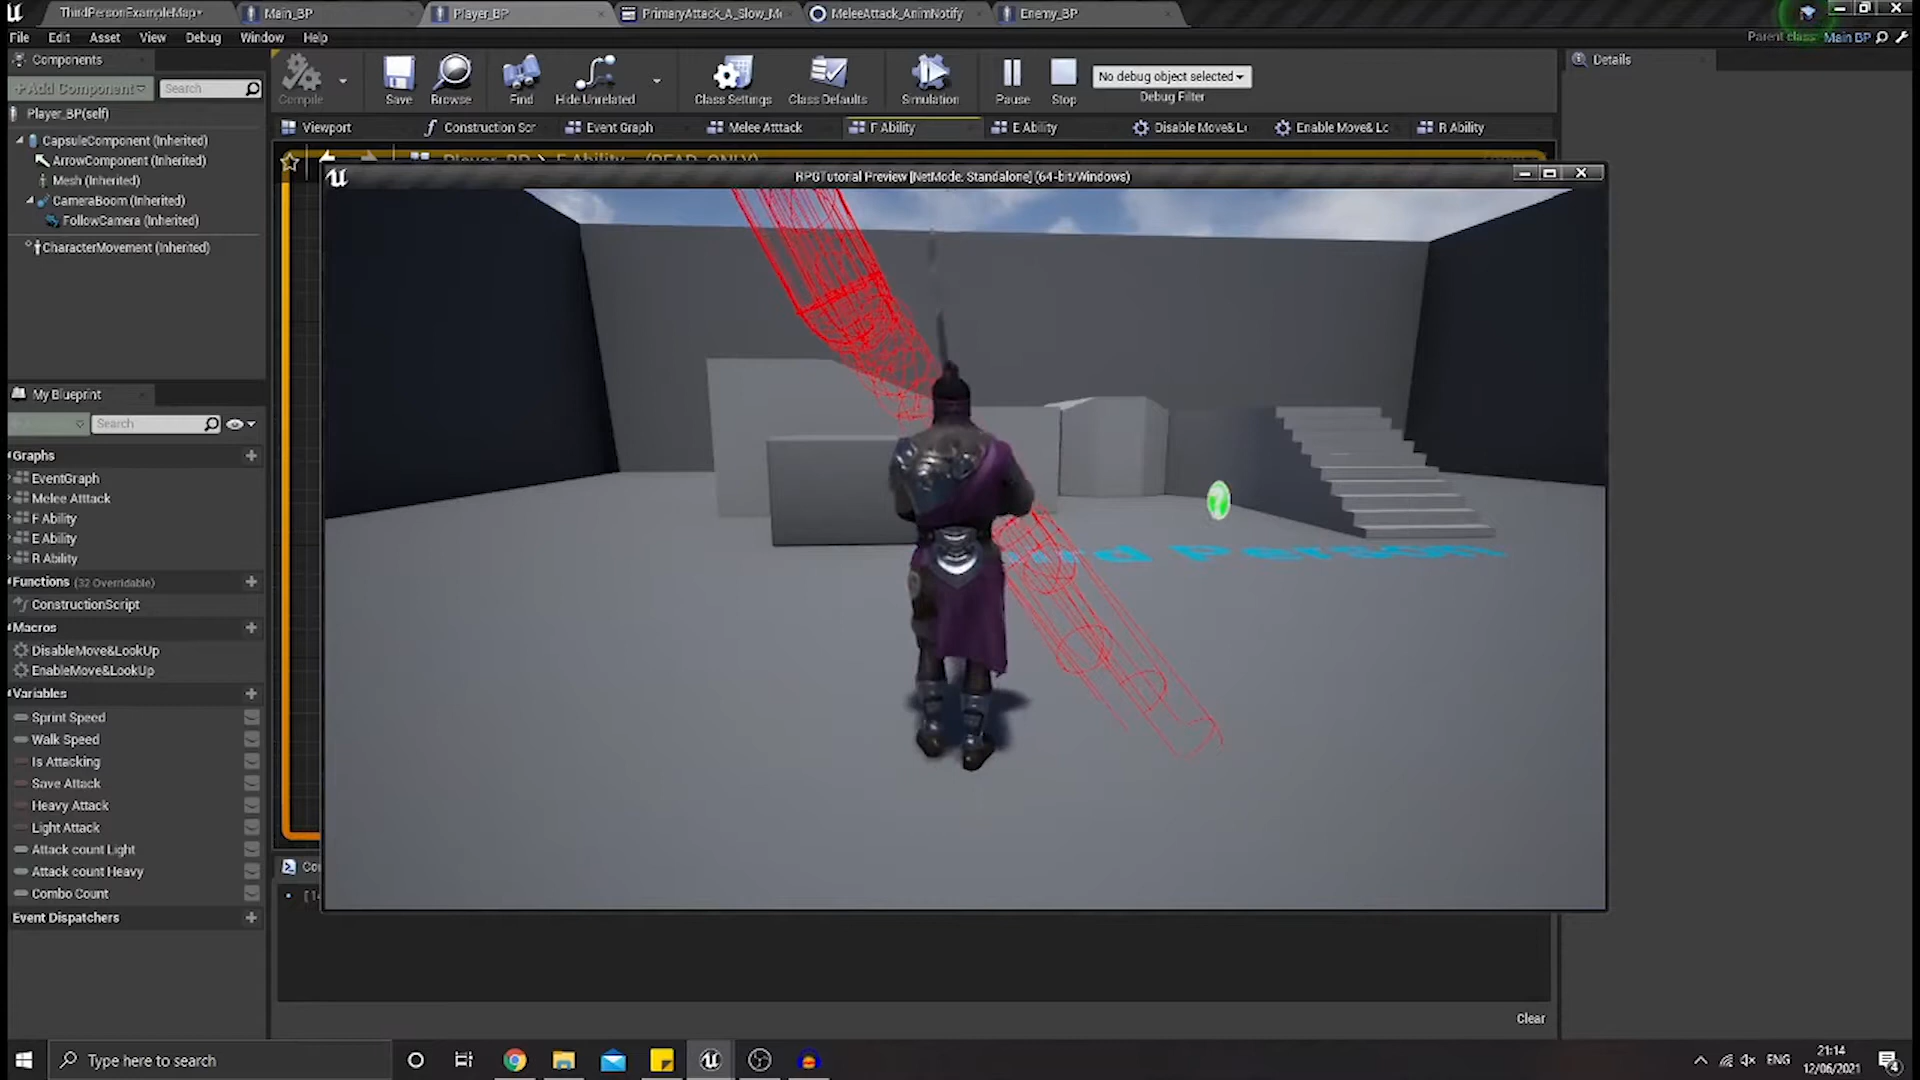 ThirdPersonExampleMap*
Main_BP
Player_BP
PrimaryAttack_A_Slow_M
MeleeAttack_AnimNotify
Enemy_BP
File Edit Asset View Debug Window Help
Parent class: Main BP
Components
+Add Component
Search
Player_BP(self)
CapsuleComponent (Inherited)
ArrowComponent (Inherited)
Mesh (Inherited)
CameraBoom (Inherited)
FollowCamera (Inherited)
CharacterMovement (Inherited)
Compile
Save
Browse
Find
Hide Unrelated
Class Settings
Class Defaults
Simulation
Pause
Stop
No debug object selected
Debug Filter
Details
Viewport
Construction Scr
Event Graph
Melee Atttack
F Ability
E Ability
Disable Move& L
Enable Move& Lo
R Ability
RPGTutorial Preview [NetMode: Standalone] (64-bit/Windows)
Person
My Blueprint
Search
Graphs
EventGraph
Melee Atttack
F Ability
E Ability
R Ability
Functions (32 Overridable)
ConstructionScript
Macros
DisableMove&LookUp
EnableMove&LookUp
Variables
Sprint Speed
Walk Speed
Is Attacking
Save Attack
Heavy Attack
Light Attack
Attack count Light
Attack count Heavy
Combo Count
Event Dispatchers
Clear
Type here to search
ENG
21:14
12/06/2021
4